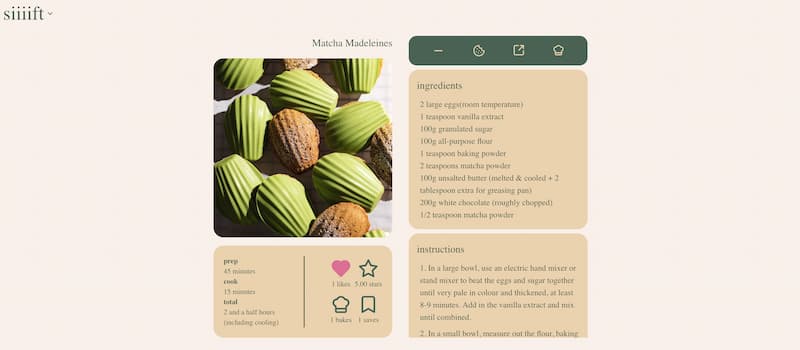 siiiift
Matcha Madeleines
prep
45 minutes
cook
15 minutes
total
2 and a half hours
(including cooling)
1 likes
5.00 stars
1 bakes
1 saves
ingredients
2 large eggs(room temperature)
1 teaspoon vanilla extract
100g granulated sugar
100g all-purpose flour
1 teaspoon baking powder
2 teaspoons matcha powder
100g unsalted butter (melted & cooled + 2
tablespoon extra for greasing pan)
200g white chocolate (roughly chopped)
1/2 teaspoon matcha powder
instructions
1. In a large bowl, use an electric hand mixer or
stand mixer to beat the eggs and sugar together
until very pale in colour and thickened, at least
8-9 minutes. Add in the vanilla extract and mix
until combined.
2. In a small bowl, measure out the flour, baking